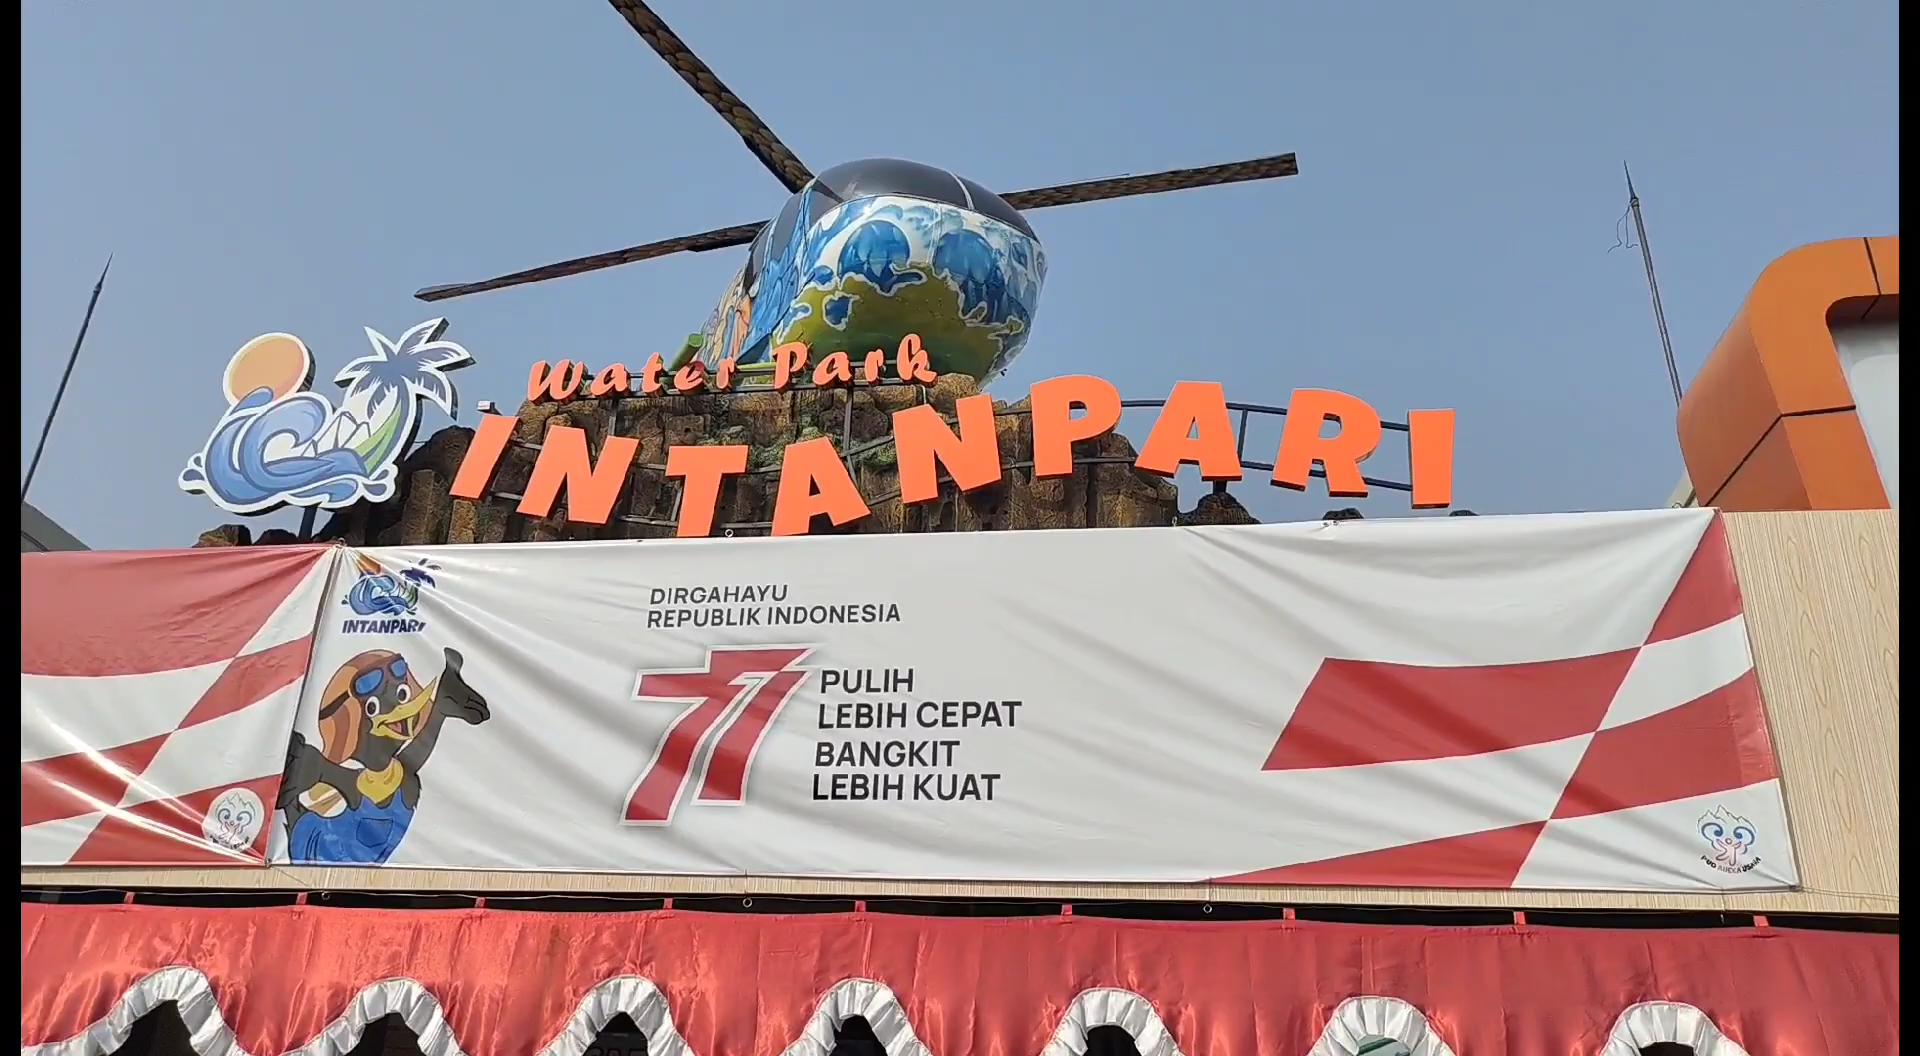 Water Park
INTANPARI
INTANPARI
DIRGAHAYU
REPUBLIK INDONESIA
77
PULIH
LEBIH CEPAT
BANGKIT
LEBIH KUAT